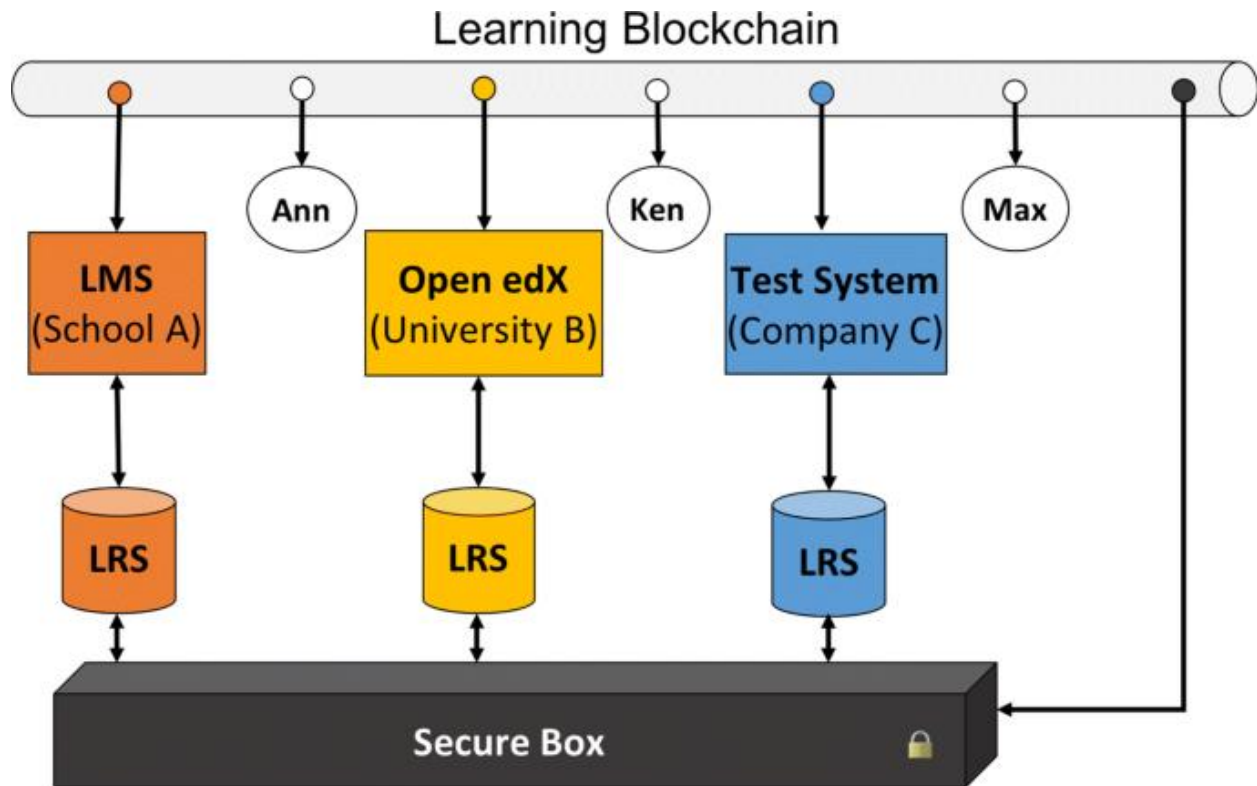 Learning Blockchain
Ann
Ken
Max
LMS
(School A)
Open edX
(University B)
Test System
(Company C)
LRS
LRS
LRS
Secure Box